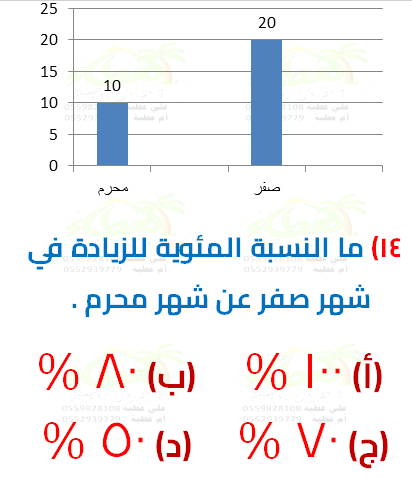 25
20
20
15
10
10
5
0
محرم
صفر
١٤) ما النسبة المئوية للزيادة في
شهر صفر عن شهر محرم .
(أ) ١٠٠ %
(ب) ٨٠ %
(ج) ٧٠ %
(د) ٥٠ %